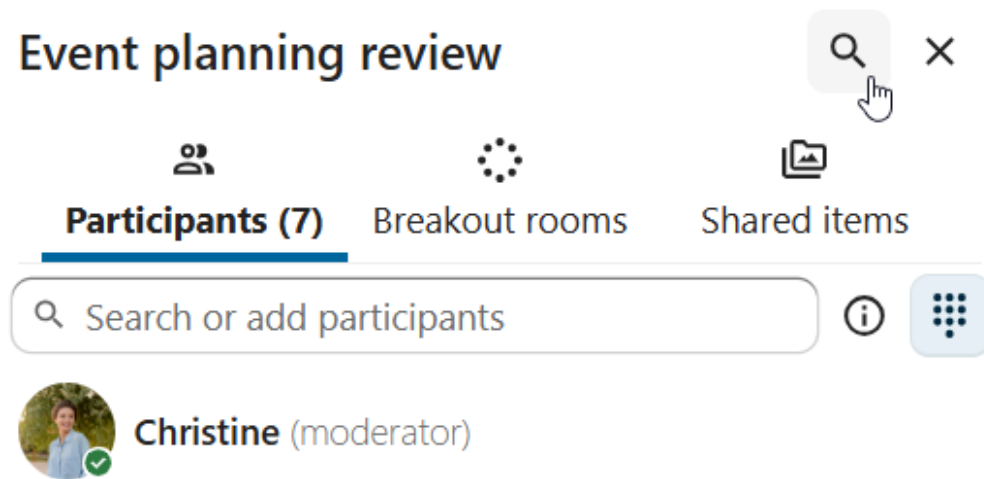 Event planning review
Participants (7) Breakout rooms Shared items
Search or add participants
Christine (moderator)